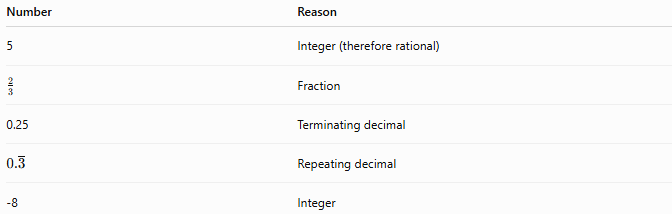 Number Reason
5 Integer (therefore rational)
2/3 Fraction
0.25 Terminating decimal
0.3̅ Repeating decimal
-8 Integer